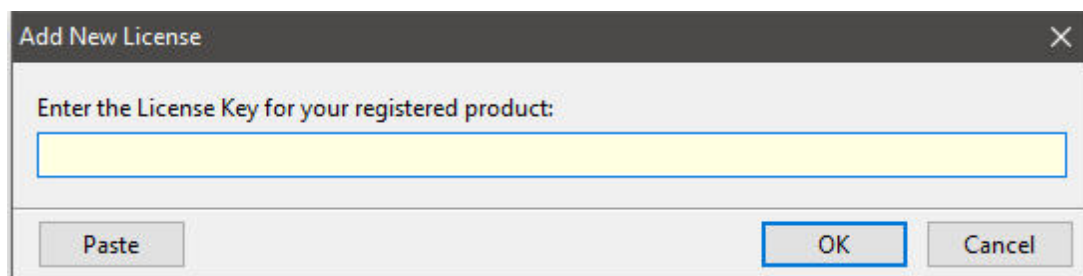 Add New License
Enter the License Key for your registered product:
Paste OK Cancel